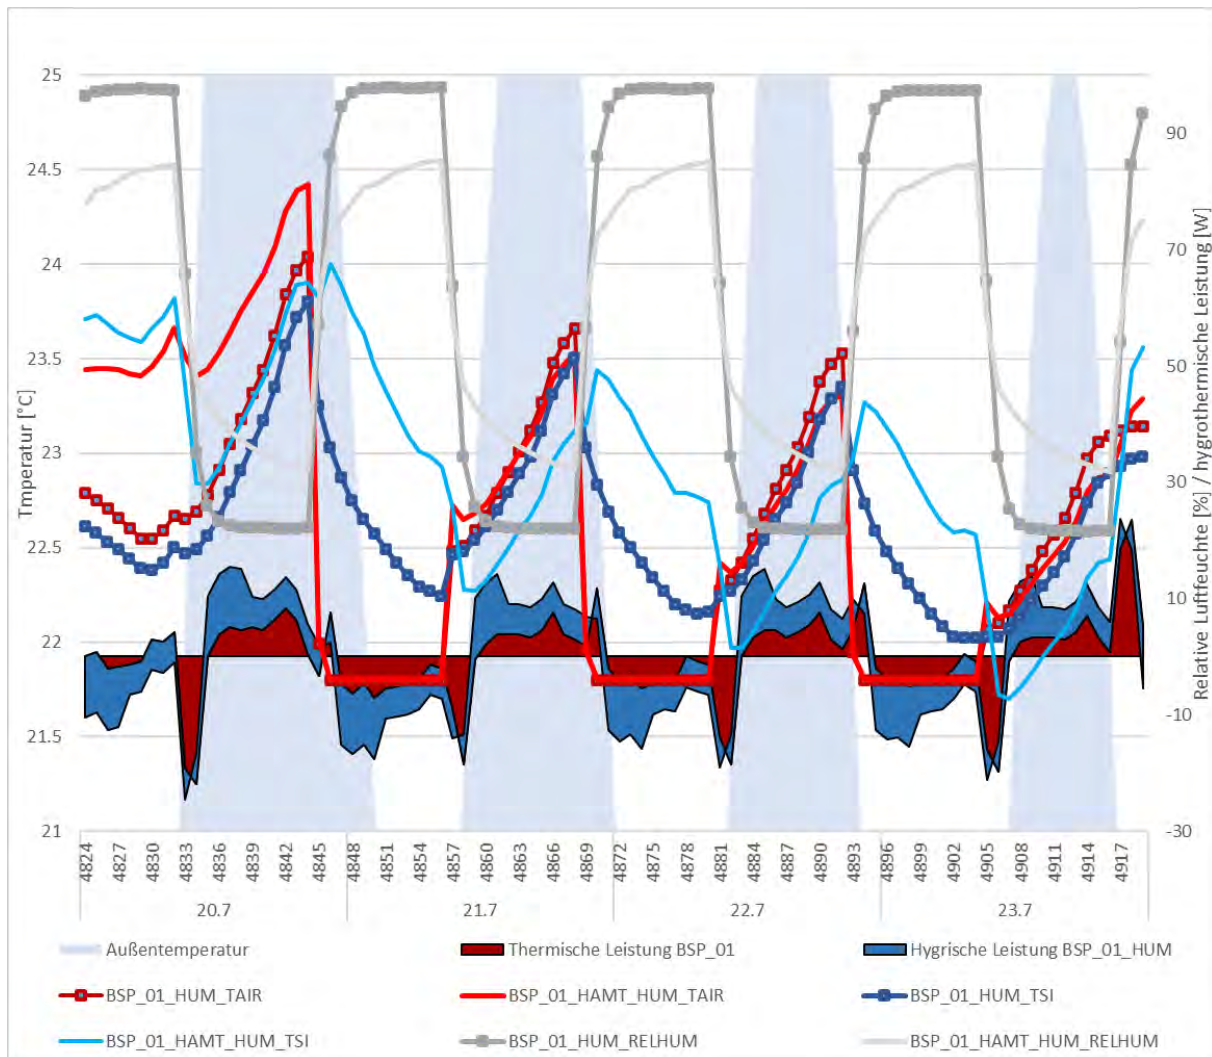 25
24.5
24
23.5
23
22.5
22
21.5
21
Tmperatur [°C]
90
70
50
30
10
-10
-30
Relative Luftfeuchte [%] / hygrothermische Leistung [W]
4824 4827 4830 4833 4836 4839 4842 4845 4848 4851 4854 4857 4860 4863 4866 4869 4872 4875 4878 4881 4884 4887 4890 4893 4896 4899 4902 4905 4908 4911 4914 4917
20.7 21.7 22.7 23.7
Außentemperatur Thermische Leistung BSP_01 Hygrische Leistung BSP_01_HUM
BSP_01_HUM_TAIR BSP_01_HAMT_HUM_TAIR BSP_01_HUM_TSI
BSP_01_HAMT_HUM_TSI BSP_01_HUM_RELHUM BSP_01_HAMT_HUM_RELHUM